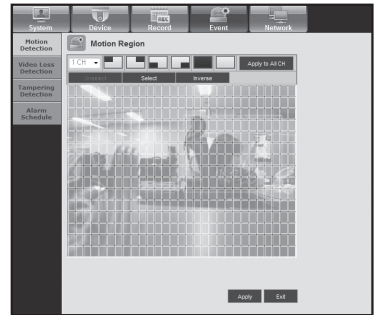 System Device Record Event Network
Motion
Detection
Motion Region
Video Loss
Detection
1 CH Apply to All CH
Select Inverse
Tampering
Detection
Alarm
Schedule
Apply Exit